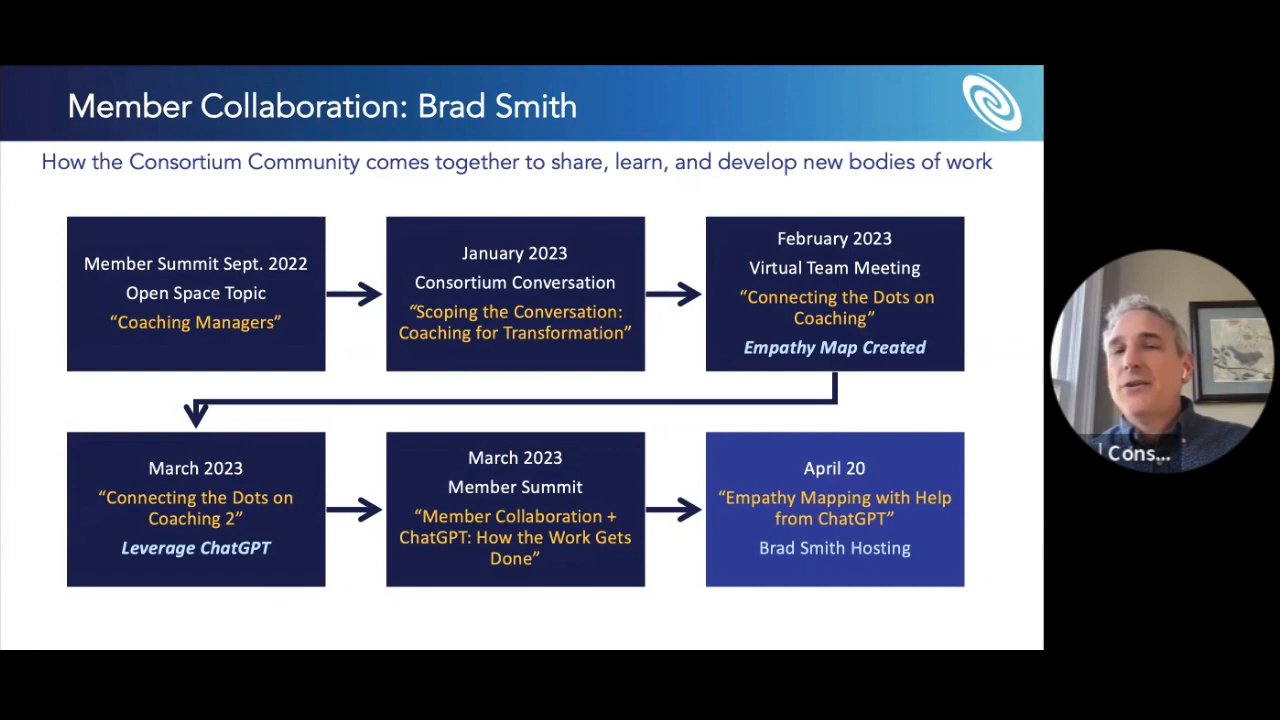 Member Collaboration: Brad Smith
How the Consortium Community comes together to share, learn, and develop new bodies of work
Member Summit Sept. 2022
Open Space Topic
“Coaching Managers”
January 2023
Consortium Conversation
“Scoping the Conversation:
Coaching for Transformation”
February 2023
Virtual Team Meeting
“Connecting the Dots on
Coaching”
Empathy Map Created
March 2023
“Connecting the Dots on
Coaching 2”
Leverage ChatGPT
March 2023
Member Summit
“Member Collaboration +
ChatGPT: How the Work Gets
Done”
April 20
“Empathy Mapping with Help
from ChatGPT”
Brad Smith Hosting
Cons...